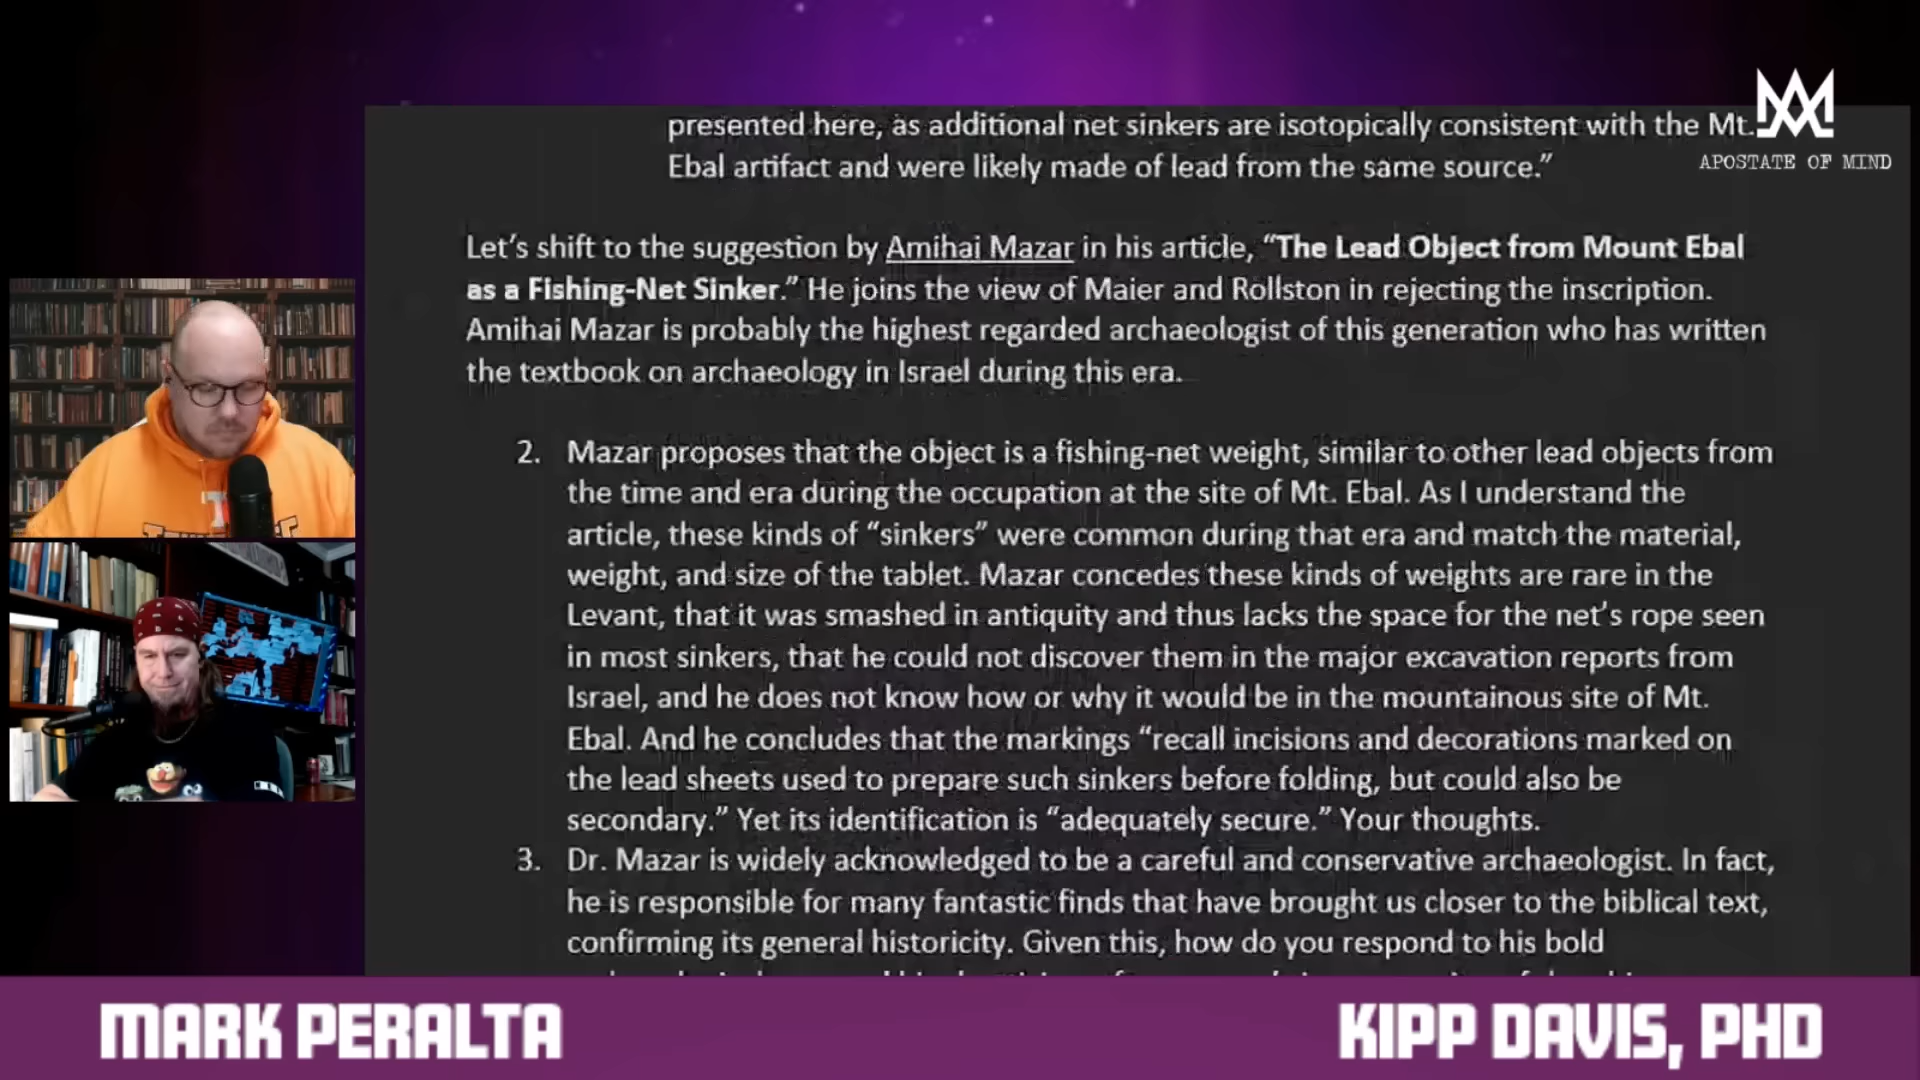 presented here, as additional net sinkers are isotopically consistent with the Mt.
Ebal artifact and were likely made of lead from the same source.”
APOSTATE OF MIND
Let’s shift to the suggestion by Amihai Mazar in his article, “The Lead Object from Mount Ebal
as a Fishing-Net Sinker.” He joins the view of Maier and Rollston in rejecting the inscription.
Amihai Mazar is probably the highest regarded archaeologist of this generation who has written
the textbook on archaeology in Israel during this era.
2. Mazar proposes that the object is a fishing-net weight, similar to other lead objects from
the time and era during the occupation at the site of Mt. Ebal. As I understand the
article, these kinds of “sinkers” were common during that era and match the material,
weight, and size of the tablet. Mazar concedes these kinds of weights are rare in the
Levant, that it was smashed in antiquity and thus lacks the space for the net’s rope seen
in most sinkers, that he could not discover them in the major excavation reports from
Israel, and he does not know how or why it would be in the mountainous site of Mt.
Ebal. And he concludes that the markings “recall incisions and decorations marked on
the lead sheets used to prepare such sinkers before folding, but could also be
secondary.” Yet its identification is “adequately secure.” Your thoughts.
3. Dr. Mazar is widely acknowledged to be a careful and conservative archaeologist. In fact,
he is responsible for many fantastic finds that have brought us closer to the biblical text,
confirming its general historicity. Given this, how do you respond to his bold
MARK PERALTA
KIPP DAVIS, PHD